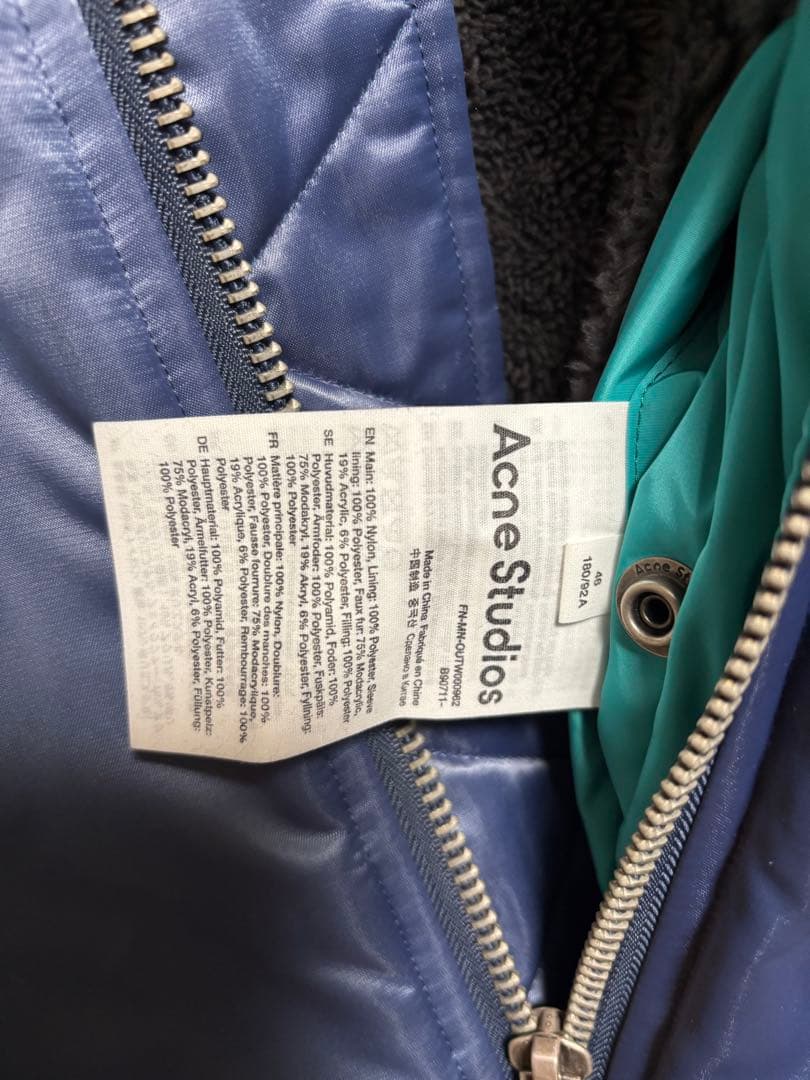 46
180/92A
Acne Studios
FN-MN-OUTW000962
B90711-
Made in China Fabriqué en Chine
中国制造 중국산 Сделано в Китае
EN Main: 100% Nylon, Lining: 100% Polyester, Sleeve
lining: 100% Polyester, Faux fur: 75% Modacrylic,
19% Acrylic, 6% Polyester, Filling: 100% Polyester
SE Huvudmaterial: 100% Polyamid, Foder: 100%
Polyester, Ärmfoder: 100% Polyester, Fuskpäls:
75% Modakryl, 19% Akryl, 6% Polyester, Fyllning:
100% Polyester
FR Matière principale: 100% Nylon, Doublure:
100% Polyester, Doublure des manches: 100%
Polyester, Fausse fourrure: 75% Modacrylique,
19% Acrylique, 6% Polyester, Rembourrage: 100%
Polyester
DE Hauptmaterial: 100% Polyamid, Futter: 100%
Polyester, Ärmelfutter: 100% Polyester, Kunstpelz:
75% Modacryl, 19% Acryl, 6% Polyester, Füllung:
100% Polyester
Acne St